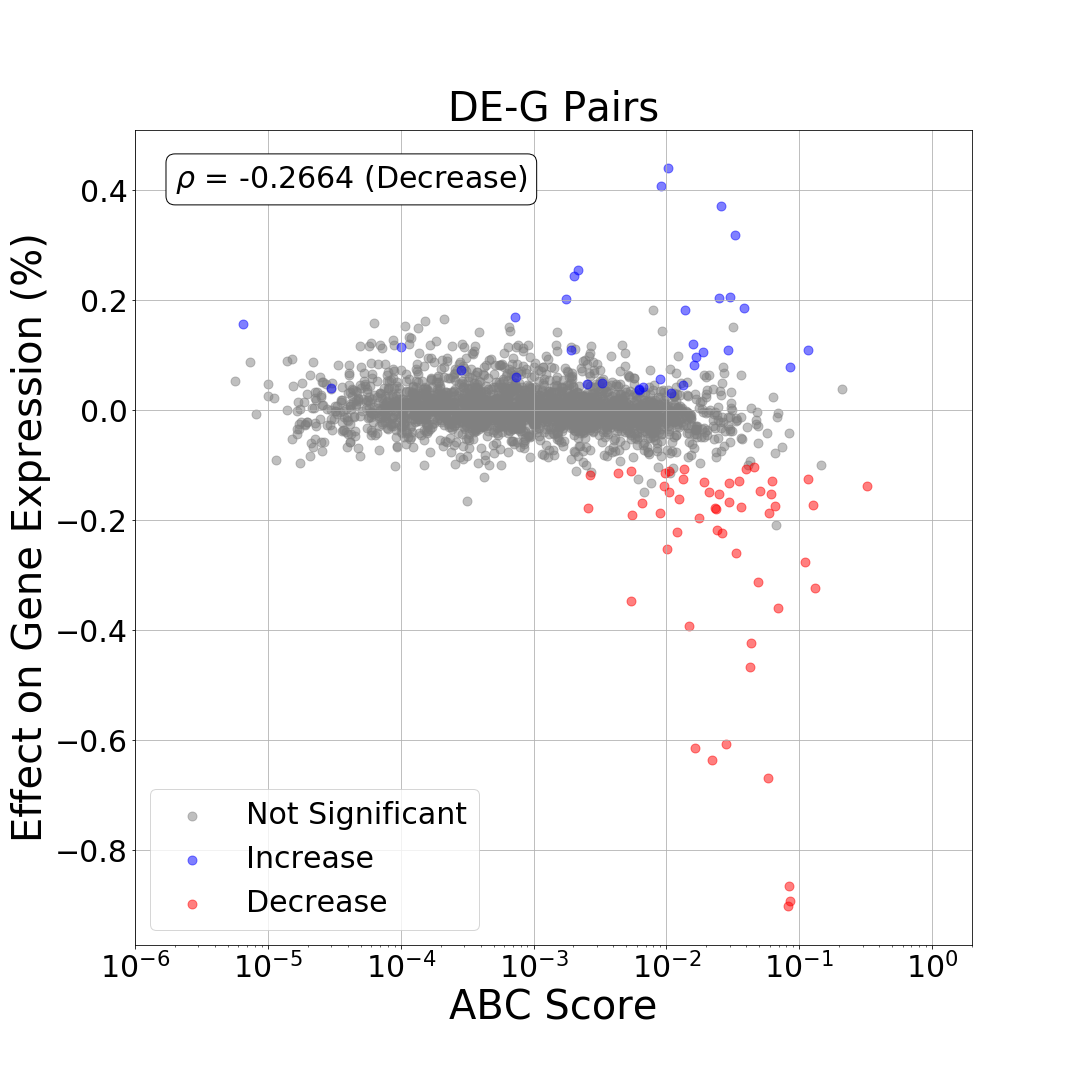 DE-G Pairs
ρ = -0.2664 (Decrease)
Effect on Gene Expression (%)
0.4
0.2
0.0
−0.2
−0.4
−0.6
−0.8
Not Significant
Increase
Decrease
10⁻⁶ 10⁻⁵ 10⁻⁴ 10⁻³ 10⁻² 10⁻¹ 10⁰
ABC Score